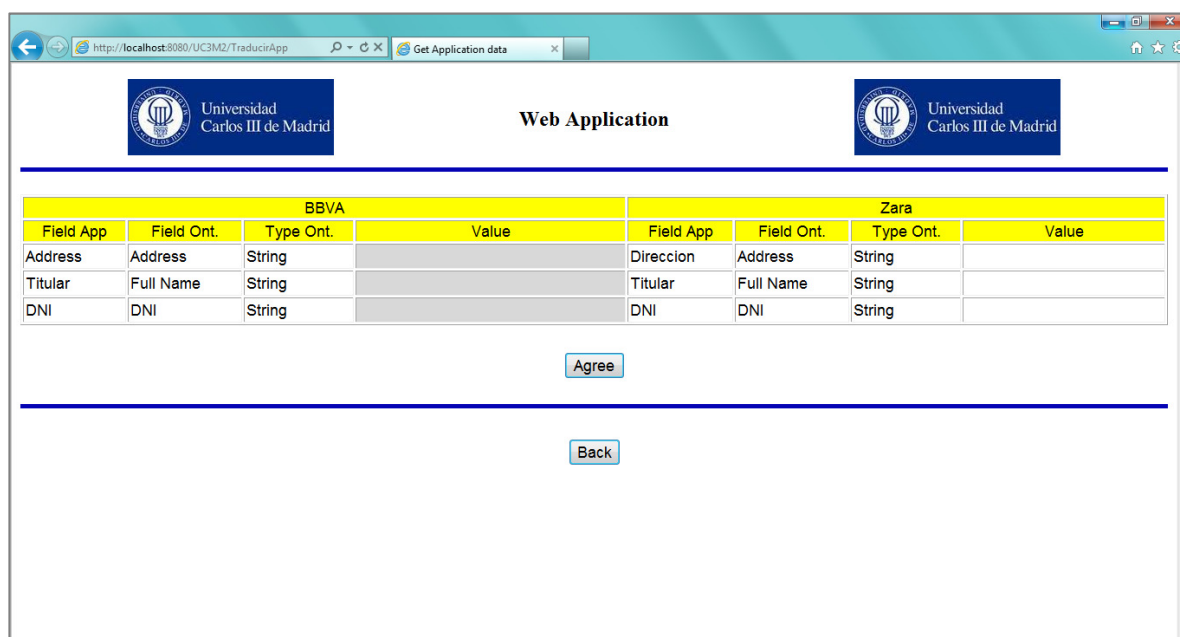 http://localhost:8080/UC3M2/TraducirApp
Get Application data
Universidad
Carlos III de Madrid
Web Application
Universidad
Carlos III de Madrid
BBVA Zara
Field App Field Ont. Type Ont. Value Field App Field Ont. Type Ont. Value
Address Address String Direccion Address String
Titular Full Name String Titular Full Name String
DNI DNI String DNI DNI String
Agree
Back